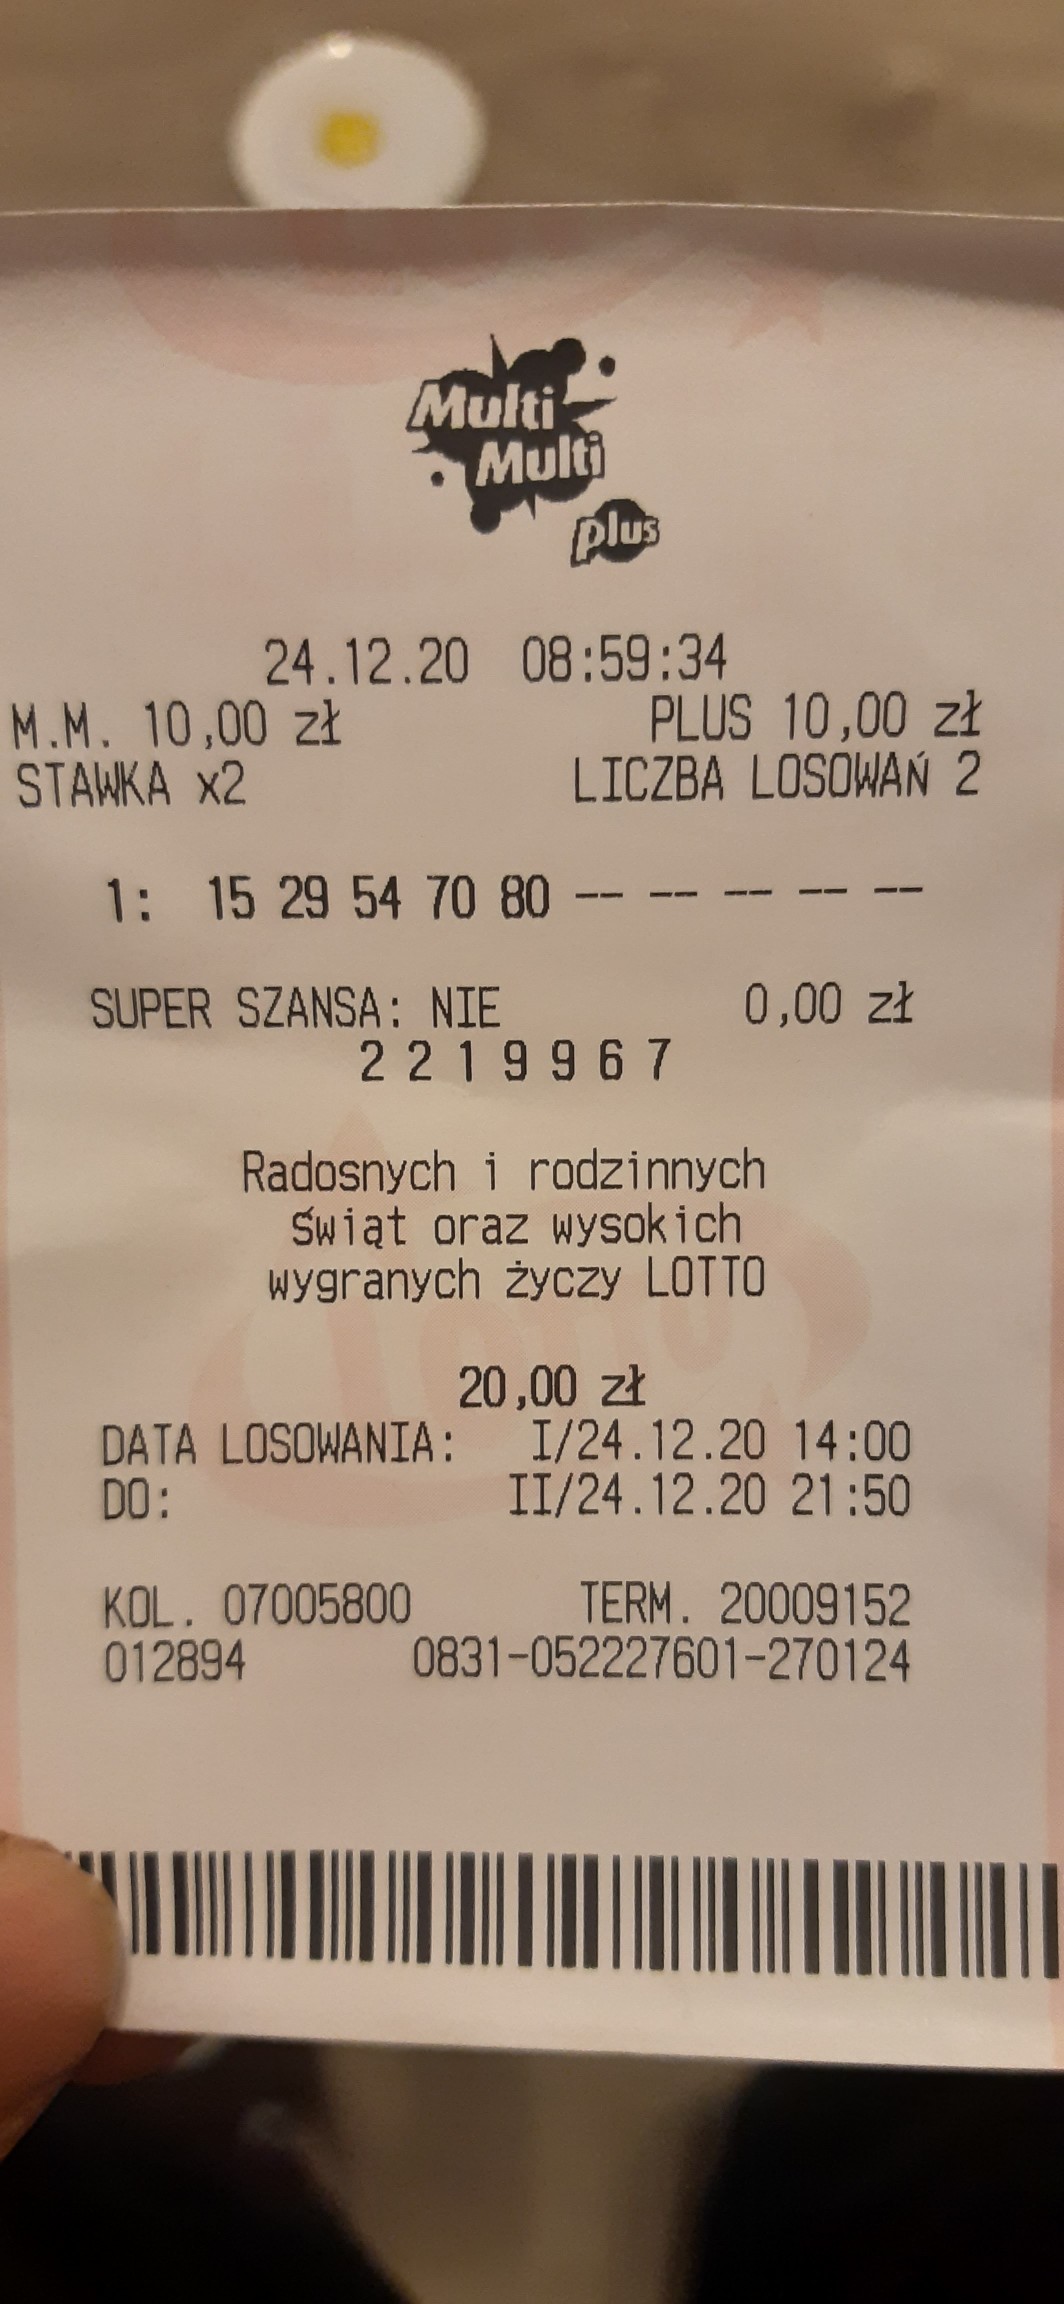 Multi
Multi
plus
24.12.20 08:59:34
M.M. 10,00 zł PLUS 10,00 zł
STAWKA x2 LICZBA LOSOWAŃ 2
1: 15 29 54 70 80 -- -- -- -- --
SUPER SZANSA: NIE 0,00 zł
2 2 1 9 9 6 7
Radosnych i rodzinnych
Świąt oraz wysokich
wygranych życzy LOTTO
20,00 zł
DATA LOSOWANIA: I/24.12.20 14:00
DO: II/24.12.20 21:50
KOL. 07005800 TERM. 20009152
012894 0831-052227601-270124